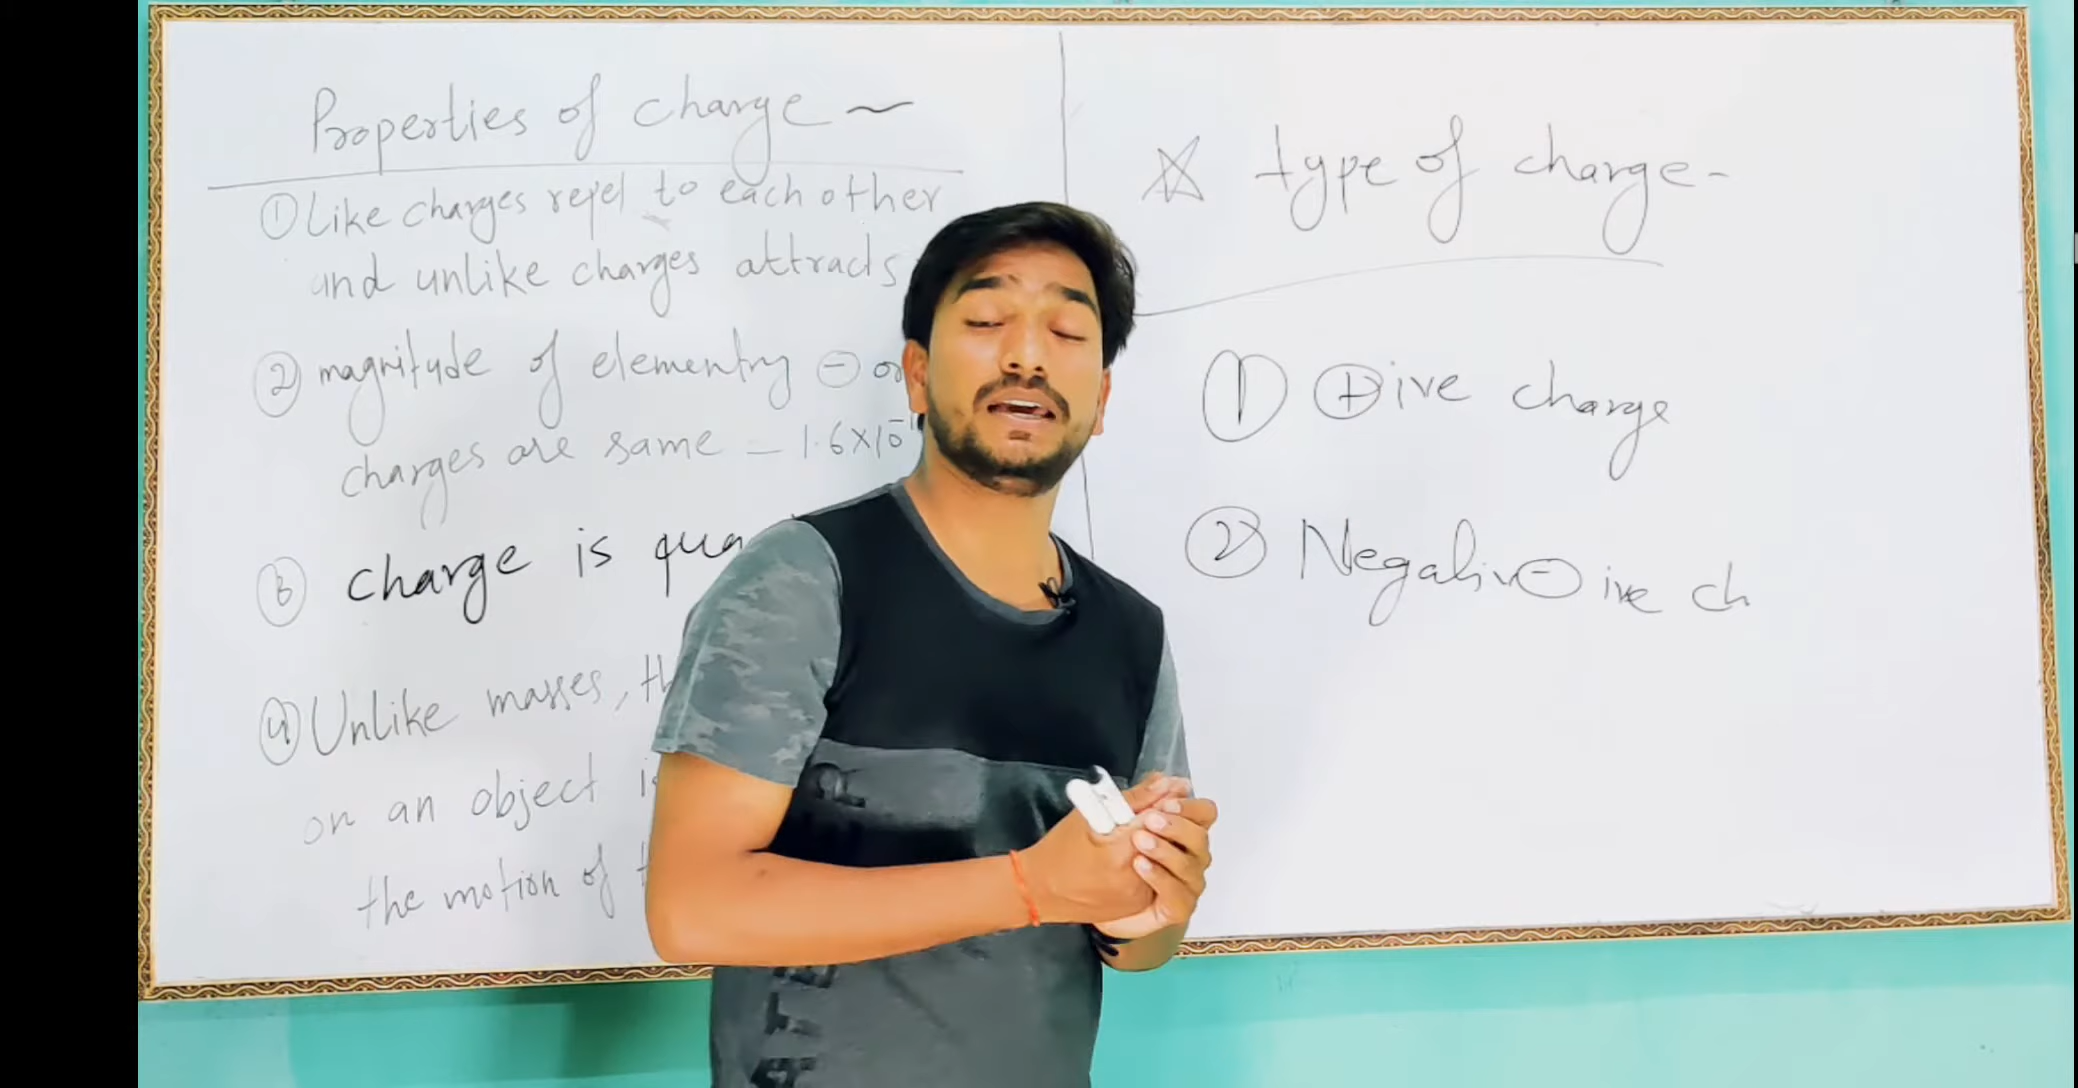 Properties of charge ~
① Like charges repel to each other
and unlike charges attracts
② magnitude of elementry ⊖ or
charges are same = 1.6×10⁻¹
③ charge is qua
④ Unlike masses, th
on an object is
the motion of t
☆ type of charge -
① ⊕ive charge
② Negativ⊖ive ch